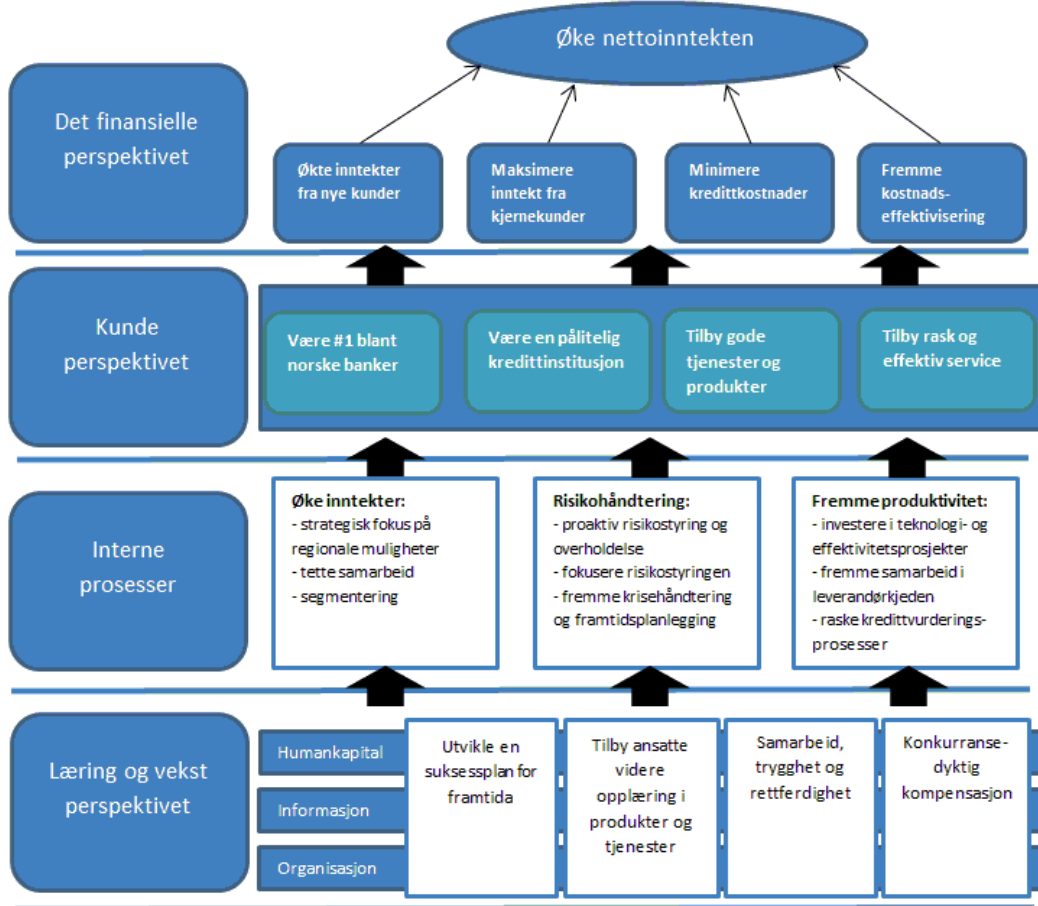 Øke nettoinntekten
Det finansielle
perspektivet
Økte inntekter
fra nye kunder
Maksimere
inntekt fra
kjernekunder
Minimere
kredittkostnader
Fremme
kostnads-
effektivisering
Kunde
perspektivet
Være #1 blant
norske banker
Være en pålitelig
kredittinstitusjon
Tilby gode
tjenester og
produkter
Tilby rask og
effektiv service
Interne
prosesser
Øke inntekter:
- strategisk fokus på
regionale muligheter
- tette samarbeid
- segmentering
Risikohåndtering:
- proaktiv risikostyring og
overholdelse
- fokusere risikostyringen
- fremme krisehåndtering
og framtidsplanlegging
Fremme produktivitet:
- investere i teknologi- og
effektivitetsprosjekter
- fremme samarbeid i
leverandørkjeden
- raske kredittvurderings-
prosesser
Læring og vekst
perspektivet
Humankapital
Informasjon
Organisasjon
Utvikle en
suksessplan for
framtida
Tilby ansatte
videre
opplæring i
produkter og
tjenester
Samarbeid,
trygghet og
rettferdighet
Konkurranse-
dyktig
kompensasjon